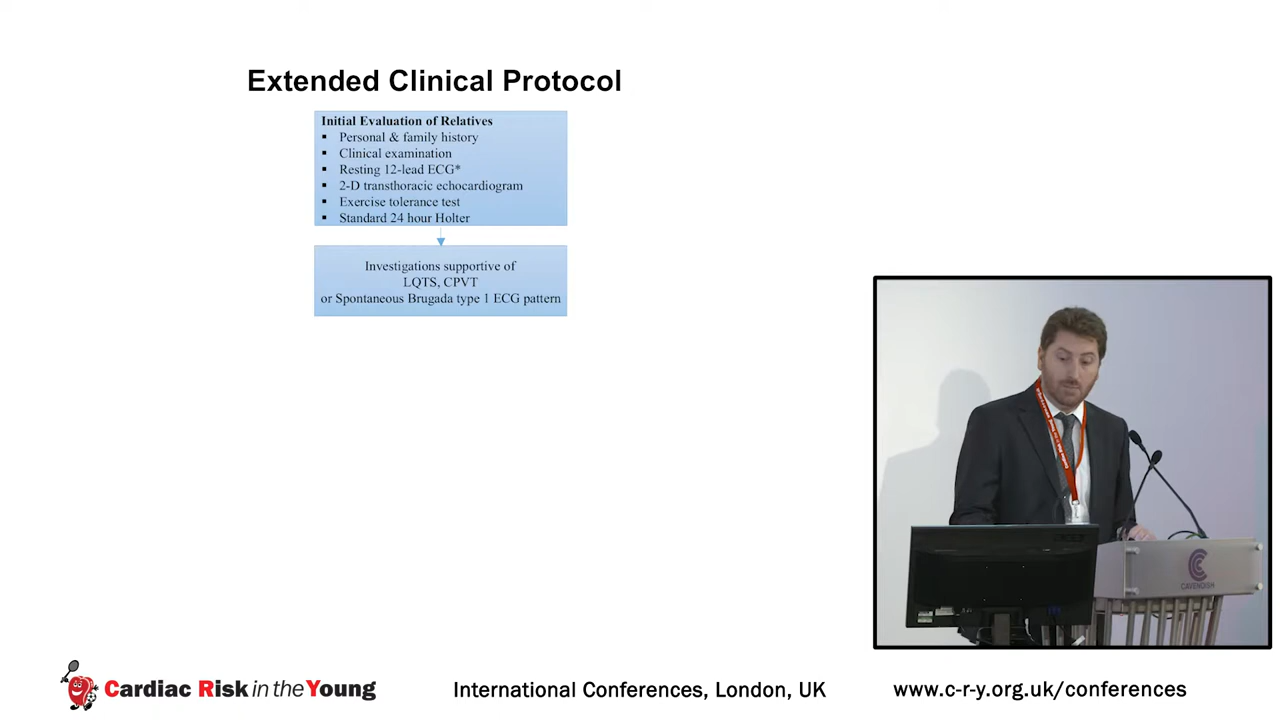 Extended Clinical Protocol
Initial Evaluation of Relatives
▪ Personal & family history
▪ Clinical examination
▪ Resting 12-lead ECG*
▪ 2-D transthoracic echocardiogram
▪ Exercise tolerance test
▪ Standard 24 hour Holter
Investigations supportive of
LQTS, CPVT
or Spontaneous Brugada type 1 ECG pattern
CAVENDISH
Cardiac Risk in the Young
International Conferences, London, UK
www.c-r-y.org.uk/conferences